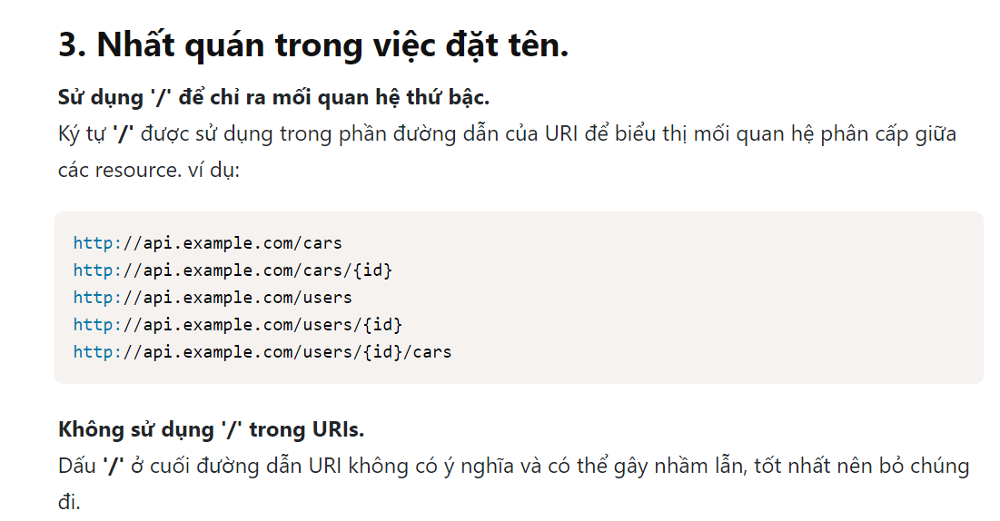 3. Nhất quán trong việc đặt tên.
Sử dụng '/' để chỉ ra mối quan hệ thứ bậc.
Ký tự '/' được sử dụng trong phần đường dẫn của URI để biểu thị mối quan hệ phân cấp giữa
các resource. ví dụ:
http://api.example.com/cars
http://api.example.com/cars/{id}
http://api.example.com/users
http://api.example.com/users/{id}
http://api.example.com/users/{id}/cars
Không sử dụng '/' trong URIs.
Dấu '/' ở cuối đường dẫn URI không có ý nghĩa và có thể gây nhầm lẫn, tốt nhất nên bỏ chúng
đi.